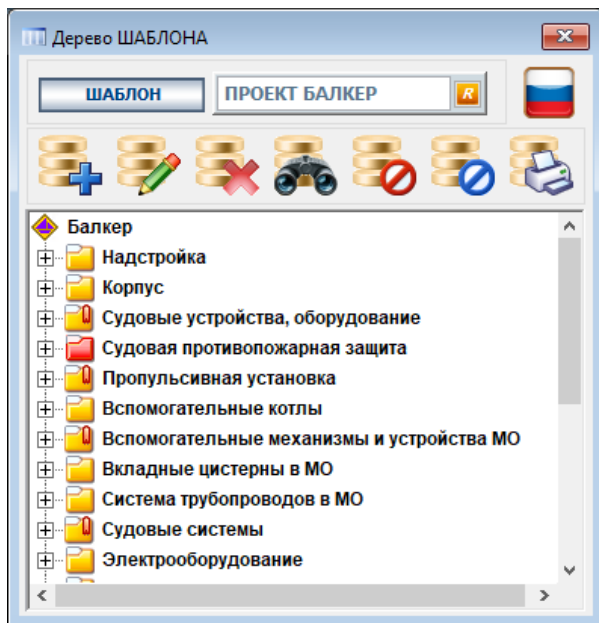 Дерево ШАБЛОНА
ШАБЛОН
ПРОЕКТ БАЛКЕР
R
Балкер
Надстройка
Корпус
Судовые устройства, оборудование
Судовая противопожарная защита
Пропульсивная установка
Вспомогательные котлы
Вспомогательные механизмы и устройства МО
Вкладные цистерны в МО
Система трубопроводов в МО
Судовые системы
Электрооборудование